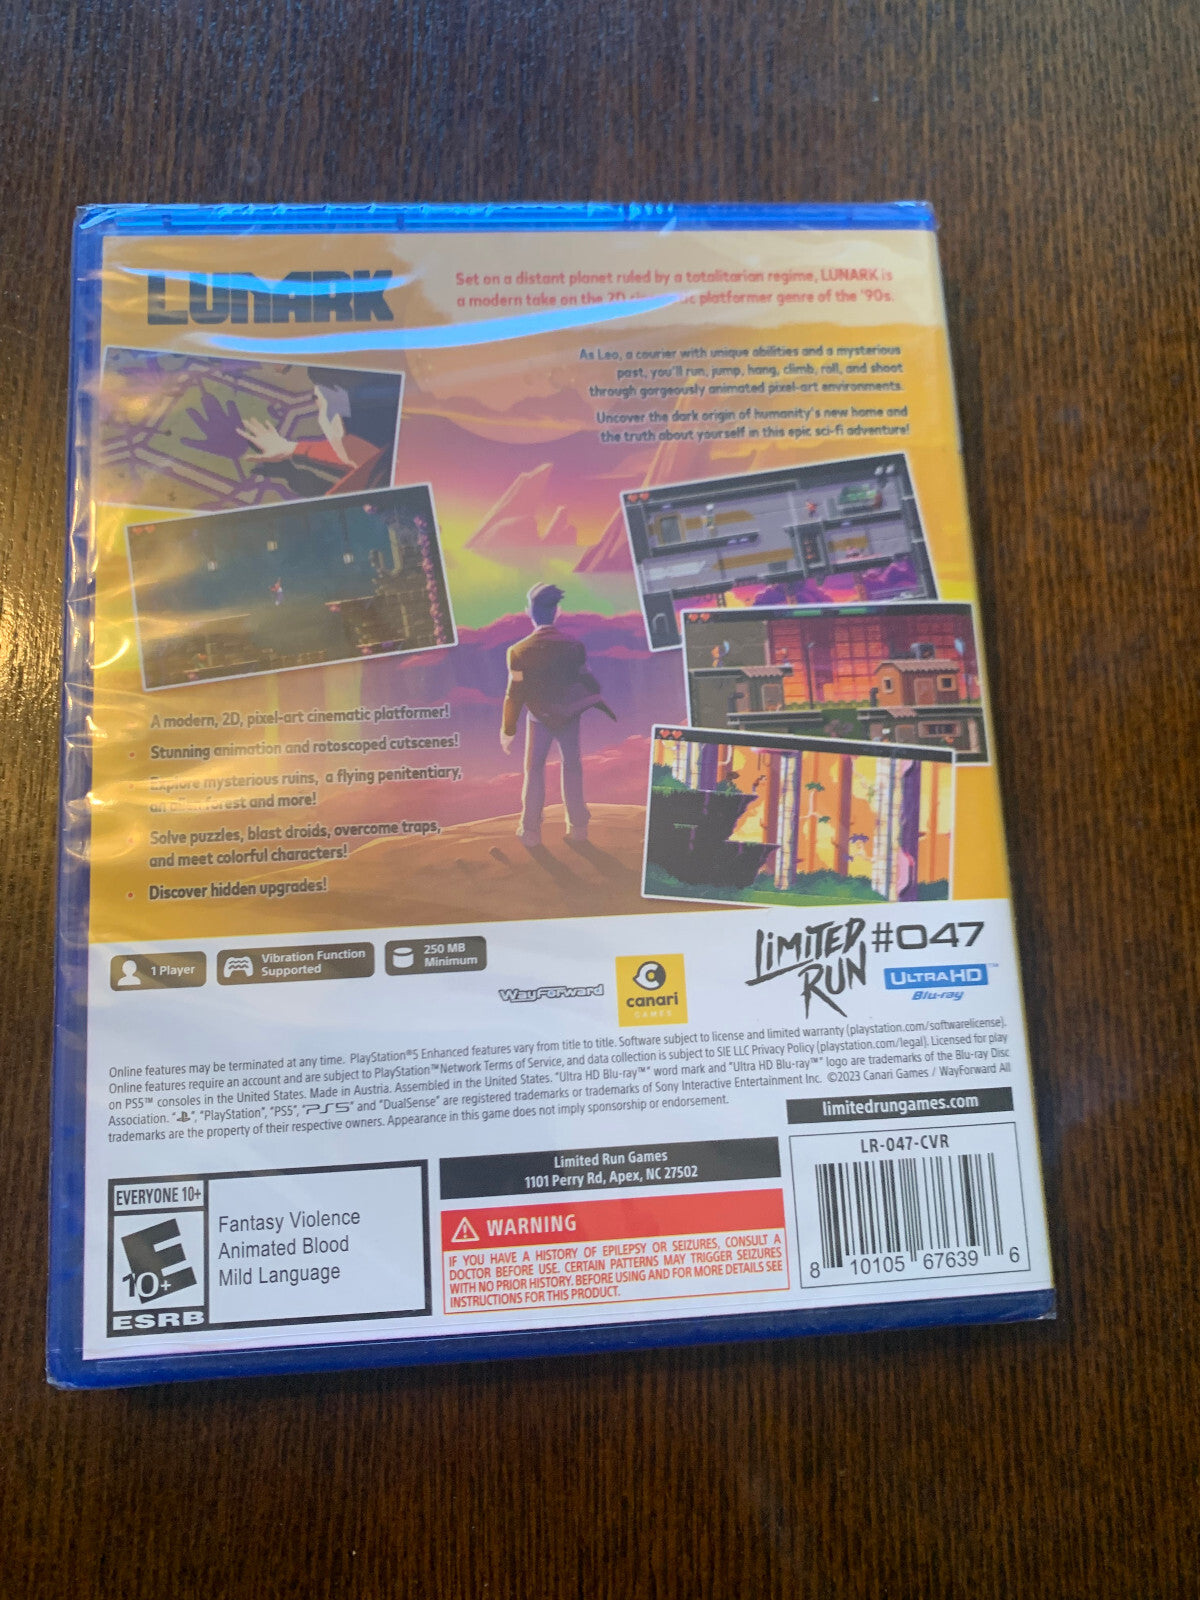 LUNARK
Set on a distant planet ruled by a totalitarian regime, LUNARK is
a modern take on the 2D platformer genre of the '90s.
As Leo, a courier with unique abilities and a mysterious
past, you'll run, jump, hang, climb, roll, and shoot
through gorgeously animated pixel-art environments.
Uncover the dark origin of humanity's new home and
the truth about yourself in this epic sci-fi adventure!
A modern, 2D, pixel-art cinematic platformer!
• Stunning animation and rotoscoped cutscenes!
• Explore mysterious ruins, a flying penitentiary,
an alien forest and more!
• Solve puzzles, blast droids, overcome traps,
and meet colorful characters!
• Discover hidden upgrades!
1 Player
Vibration Function
Supported
250 MB
Minimum
WayForward
canari
GAMES
LIMITED
RUN
#047
ULTRA HD™
Blu-ray
Online features may be terminated at any time. PlayStation®5 Enhanced features vary from title to title. Software subject to license and limited warranty (playstation.com/softwarelicense).
Online features require an account and are subject to PlayStation™Network Terms of Service, and data collection is subject to SIE LLC Privacy Policy (playstation.com/legal). Licensed for play
on PS5™ consoles in the United States. Made in Austria. Assembled in the United States. "Ultra HD Blu-ray™" word mark and "Ultra HD Blu-ray™" logo are trademarks of the Blu-ray Disc
Association. " ", "PlayStation", "PS5", "PS5" and "DualSense" are registered trademarks or trademarks of Sony Interactive Entertainment Inc. ©2023 Canari Games / WayForward All
trademarks are the property of their respective owners. Appearance in this game does not imply sponsorship or endorsement.
limitedrungames.com
EVERYONE 10+
E
10+
ESRB
Fantasy Violence
Animated Blood
Mild Language
Limited Run Games
1101 Perry Rd, Apex, NC 27502
WARNING
IF YOU HAVE A HISTORY OF EPILEPSY OR SEIZURES, CONSULT A
DOCTOR BEFORE USE. CERTAIN PATTERNS MAY TRIGGER SEIZURES
WITH NO PRIOR HISTORY. BEFORE USING AND FOR MORE DETAILS SEE
INSTRUCTIONS FOR THIS PRODUCT.
LR-047-CVR
8 10105 67639 6